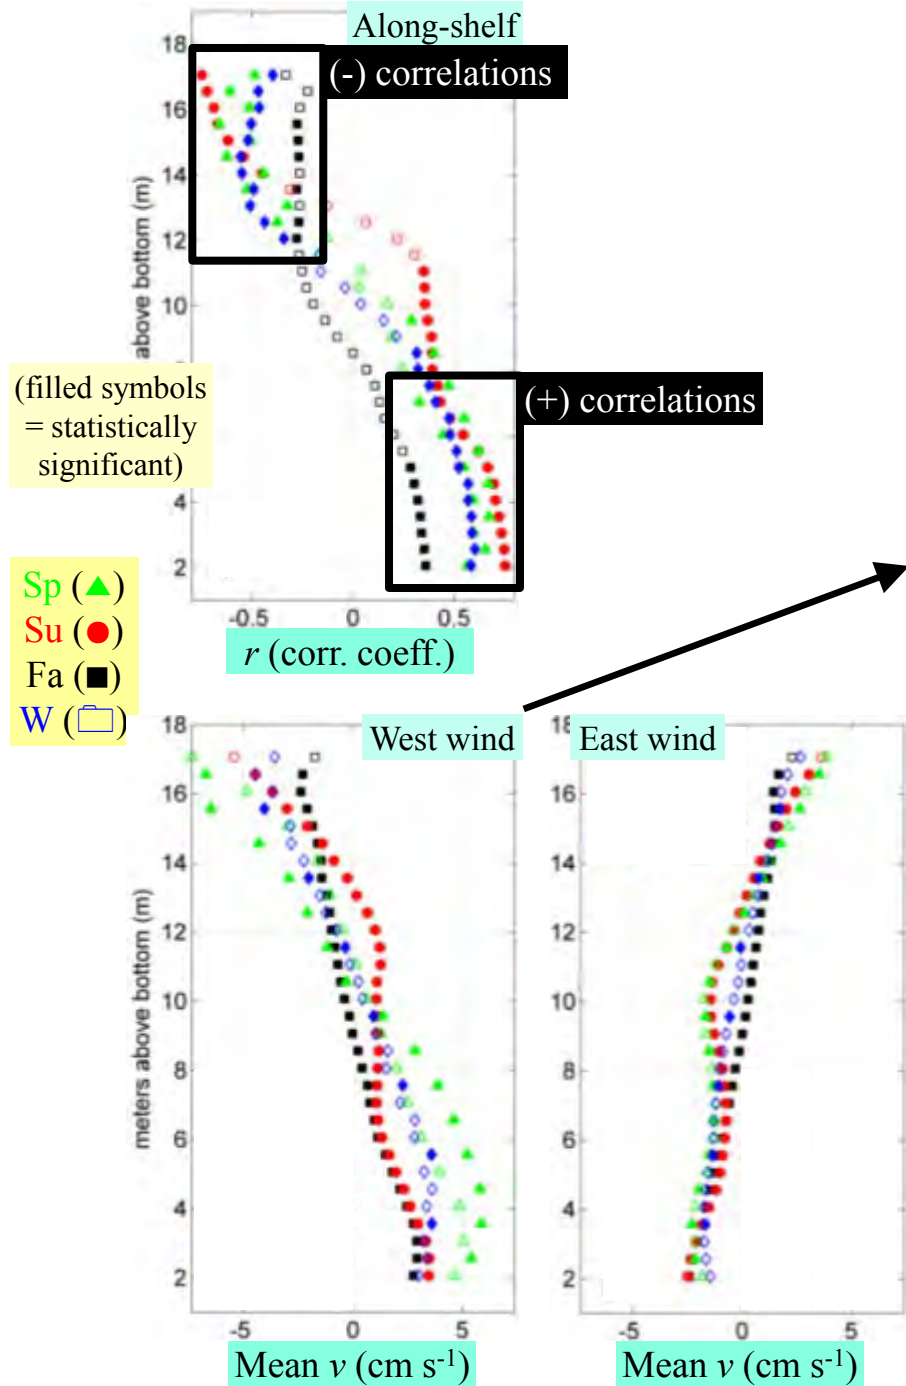 Along-shelf
(-) correlations
18
16
14
12
10
4
2
above bottom (m)
(filled symbols
= statistically
significant)
(+) correlations
-0.5
0
0.5
r (corr. coeff.)
Sp (▲)
Su (●)
Fa (■)
W ( )
West wind
18
16
14
12
10
8
6
4
2
meters above bottom (m)
-5
0
5
Mean v (cm s⁻¹)
East wind
18
16
14
12
10
8
6
4
2
-5
0
5
Mean v (cm s⁻¹)